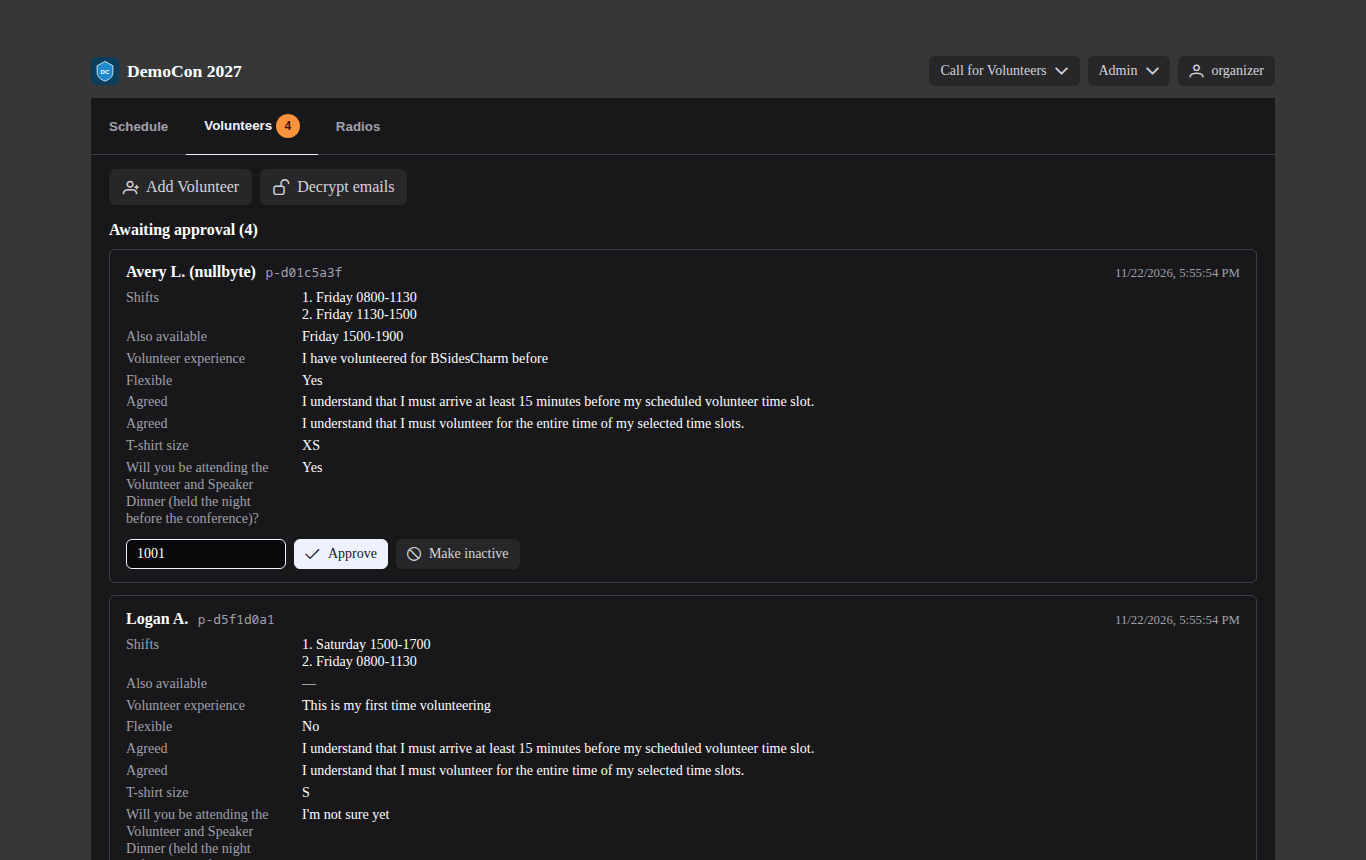 DC DemoCon 2027 Call for Volunteers Admin organizer
Schedule Volunteers 4 Radios
Add Volunteer Decrypt emails
Awaiting approval (4)
Avery L. (nullbyte) p-d01c5a3f 11/22/2026, 5:55:54 PM
Shifts 1. Friday 0800-1130
2. Friday 1130-1500
Also available Friday 1500-1900
Volunteer experience I have volunteered for BSidesCharm before
Flexible Yes
Agreed I understand that I must arrive at least 15 minutes before my scheduled volunteer time slot.
Agreed I understand that I must volunteer for the entire time of my selected time slots.
T-shirt size XS
Will you be attending the Yes
Volunteer and Speaker
Dinner (held the night
before the conference)?
1001 Approve Make inactive
Logan A. p-d5f1d0a1 11/22/2026, 5:55:54 PM
Shifts 1. Saturday 1500-1700
2. Friday 0800-1130
Also available —
Volunteer experience This is my first time volunteering
Flexible No
Agreed I understand that I must arrive at least 15 minutes before my scheduled volunteer time slot.
Agreed I understand that I must volunteer for the entire time of my selected time slots.
T-shirt size S
Will you be attending the I'm not sure yet
Volunteer and Speaker
Dinner (held the night